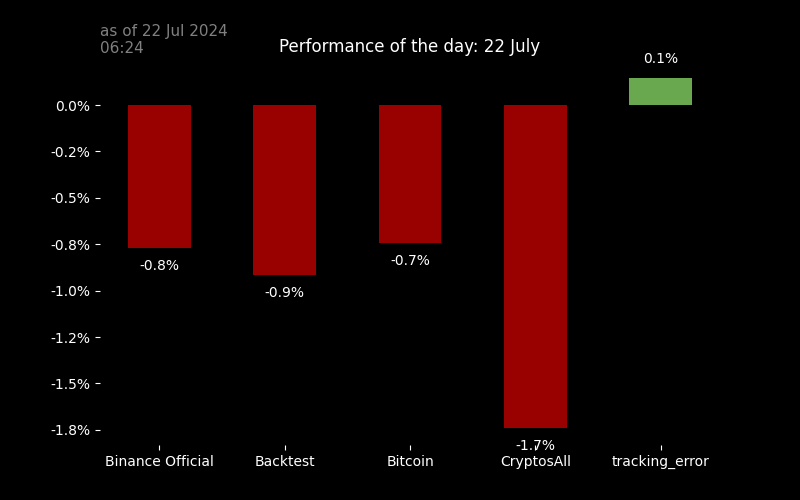 as of 22 Jul 2024
06:24
Performance of the day: 22 July
0.1%
0.0%
-0.2%
-0.5%
-0.8%
-1.0%
-1.2%
-1.5%
-1.8%
-0.8%
-0.9%
-0.7%
-1.7%
Binance Official
Backtest
Bitcoin
CryptosAll
tracking_error